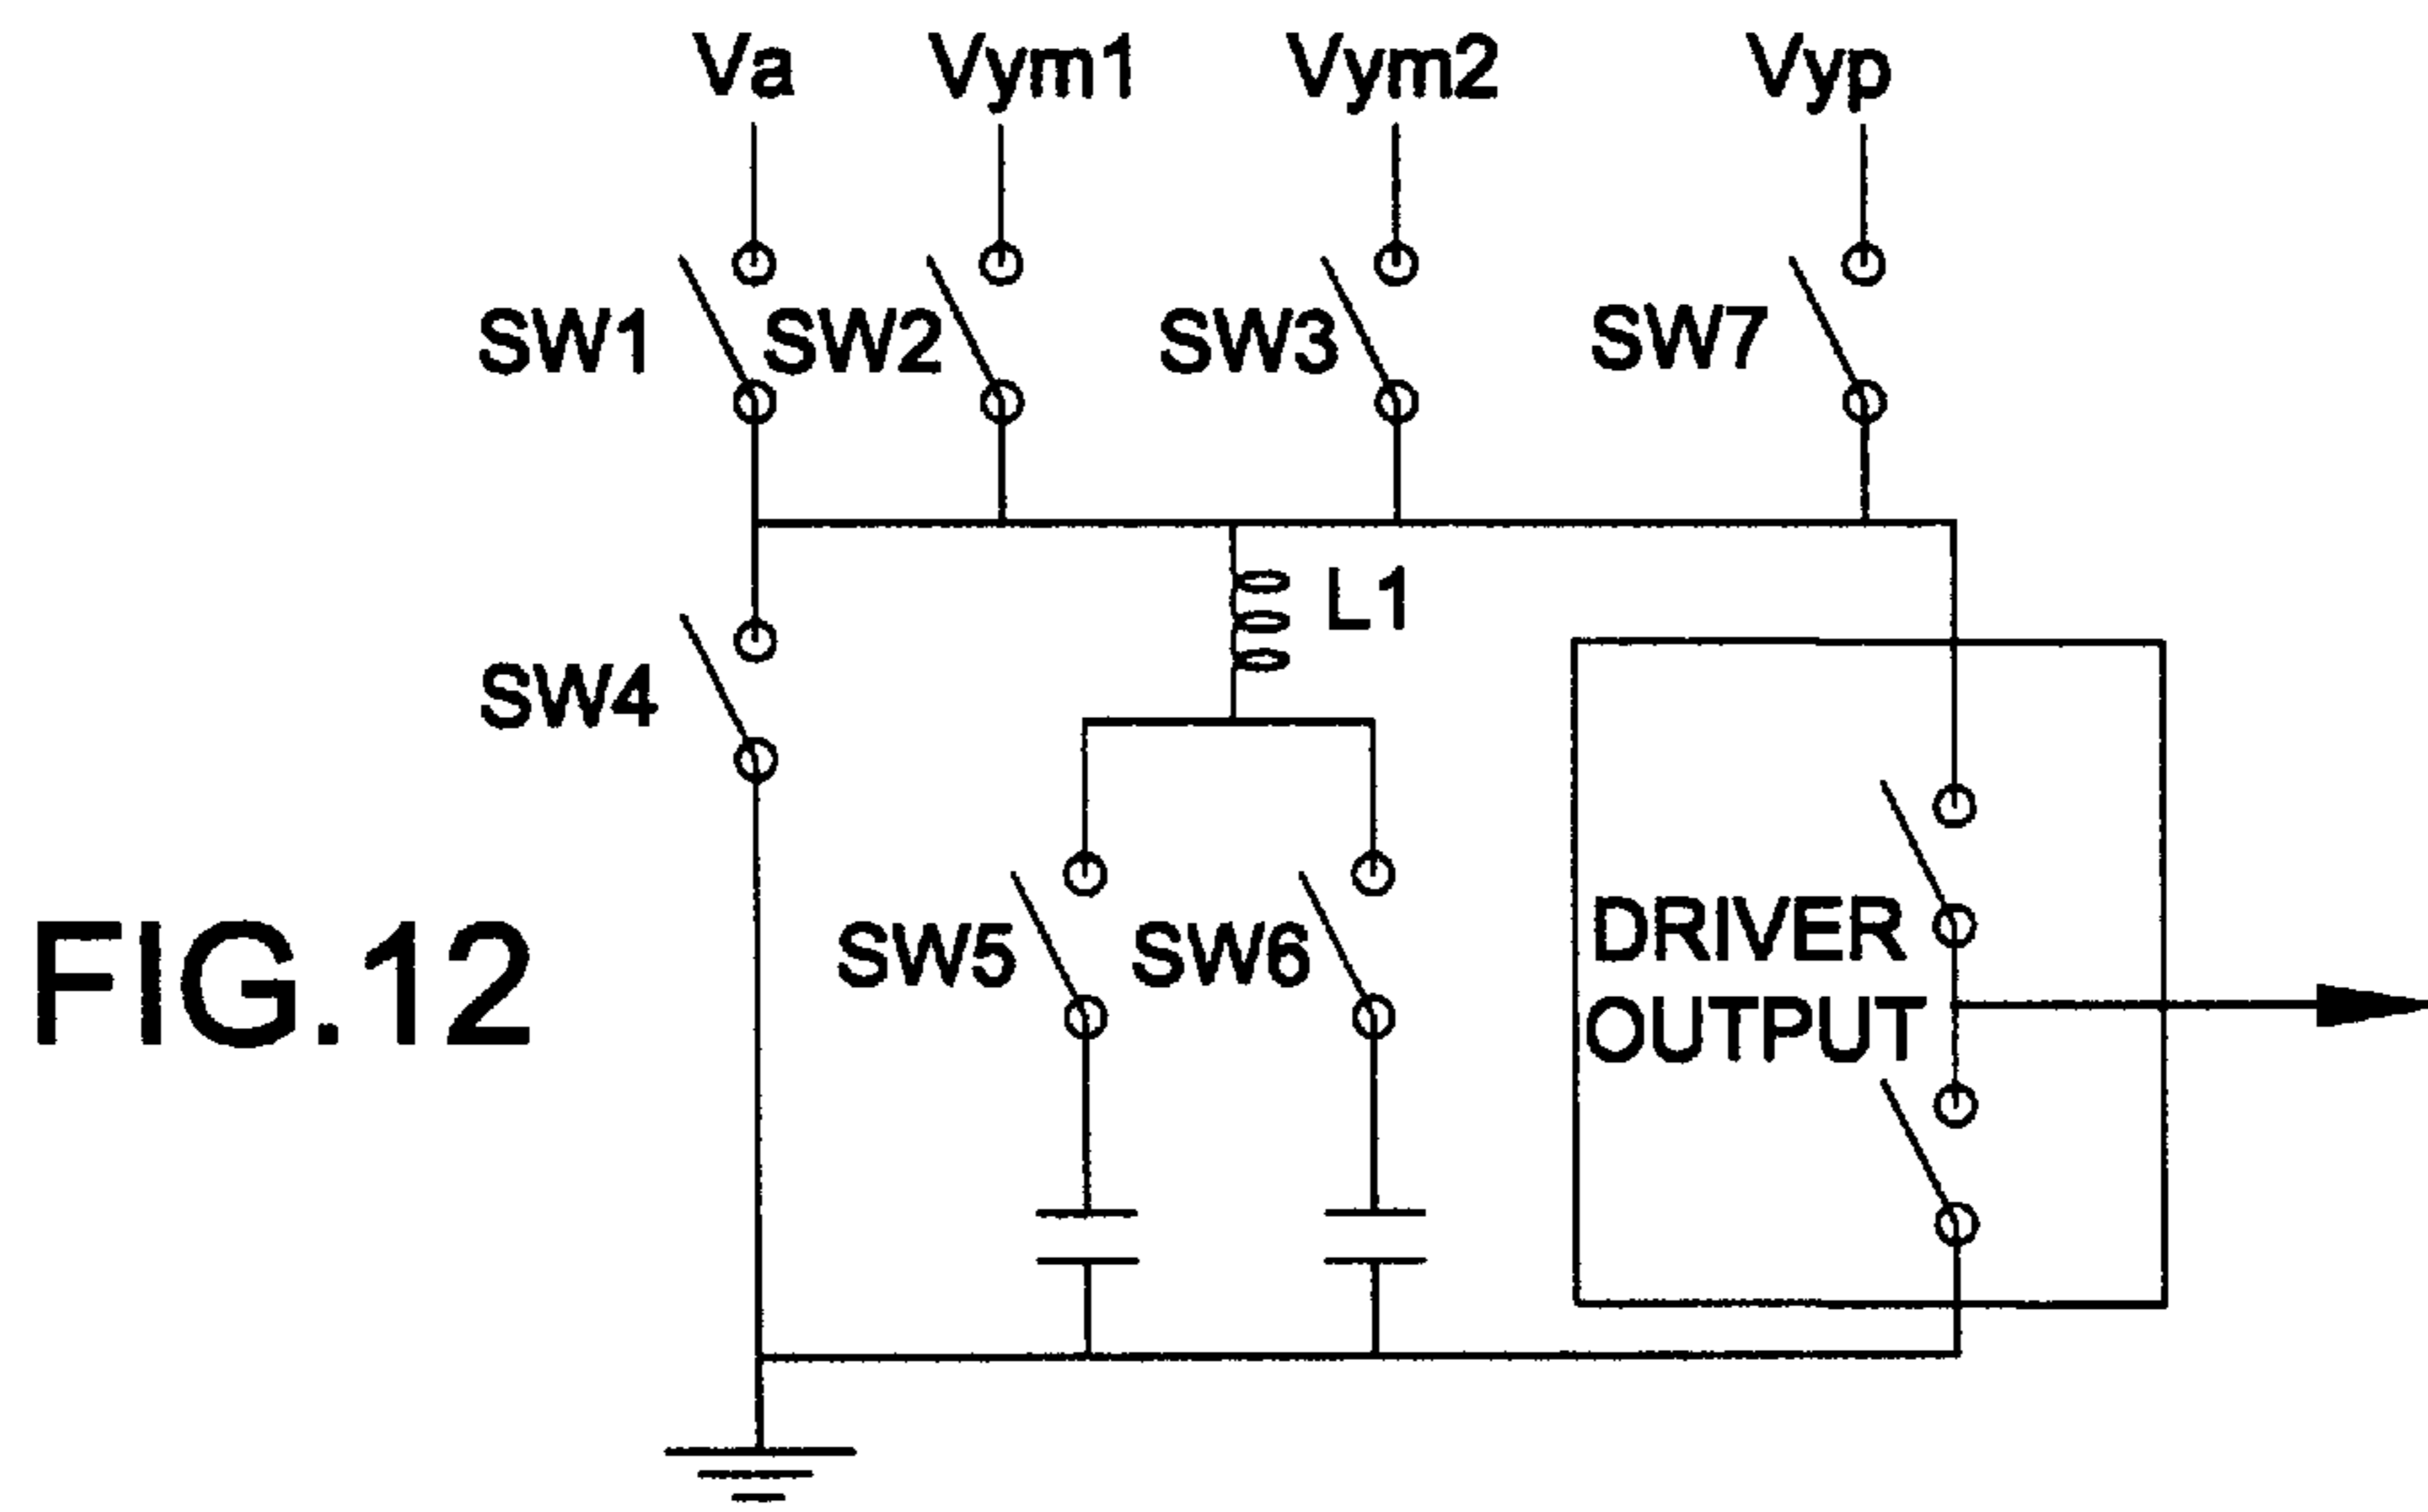 Va
Vym1
Vym2
Vyp
SW1
SW2
SW3
SW7
L1
SW4
SW5
SW6
DRIVER
OUTPUT
FIG.12